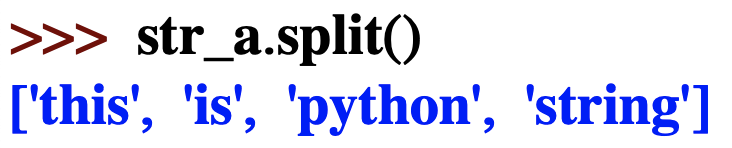 >>> str_a.split()
['this', 'is', 'python', 'string']